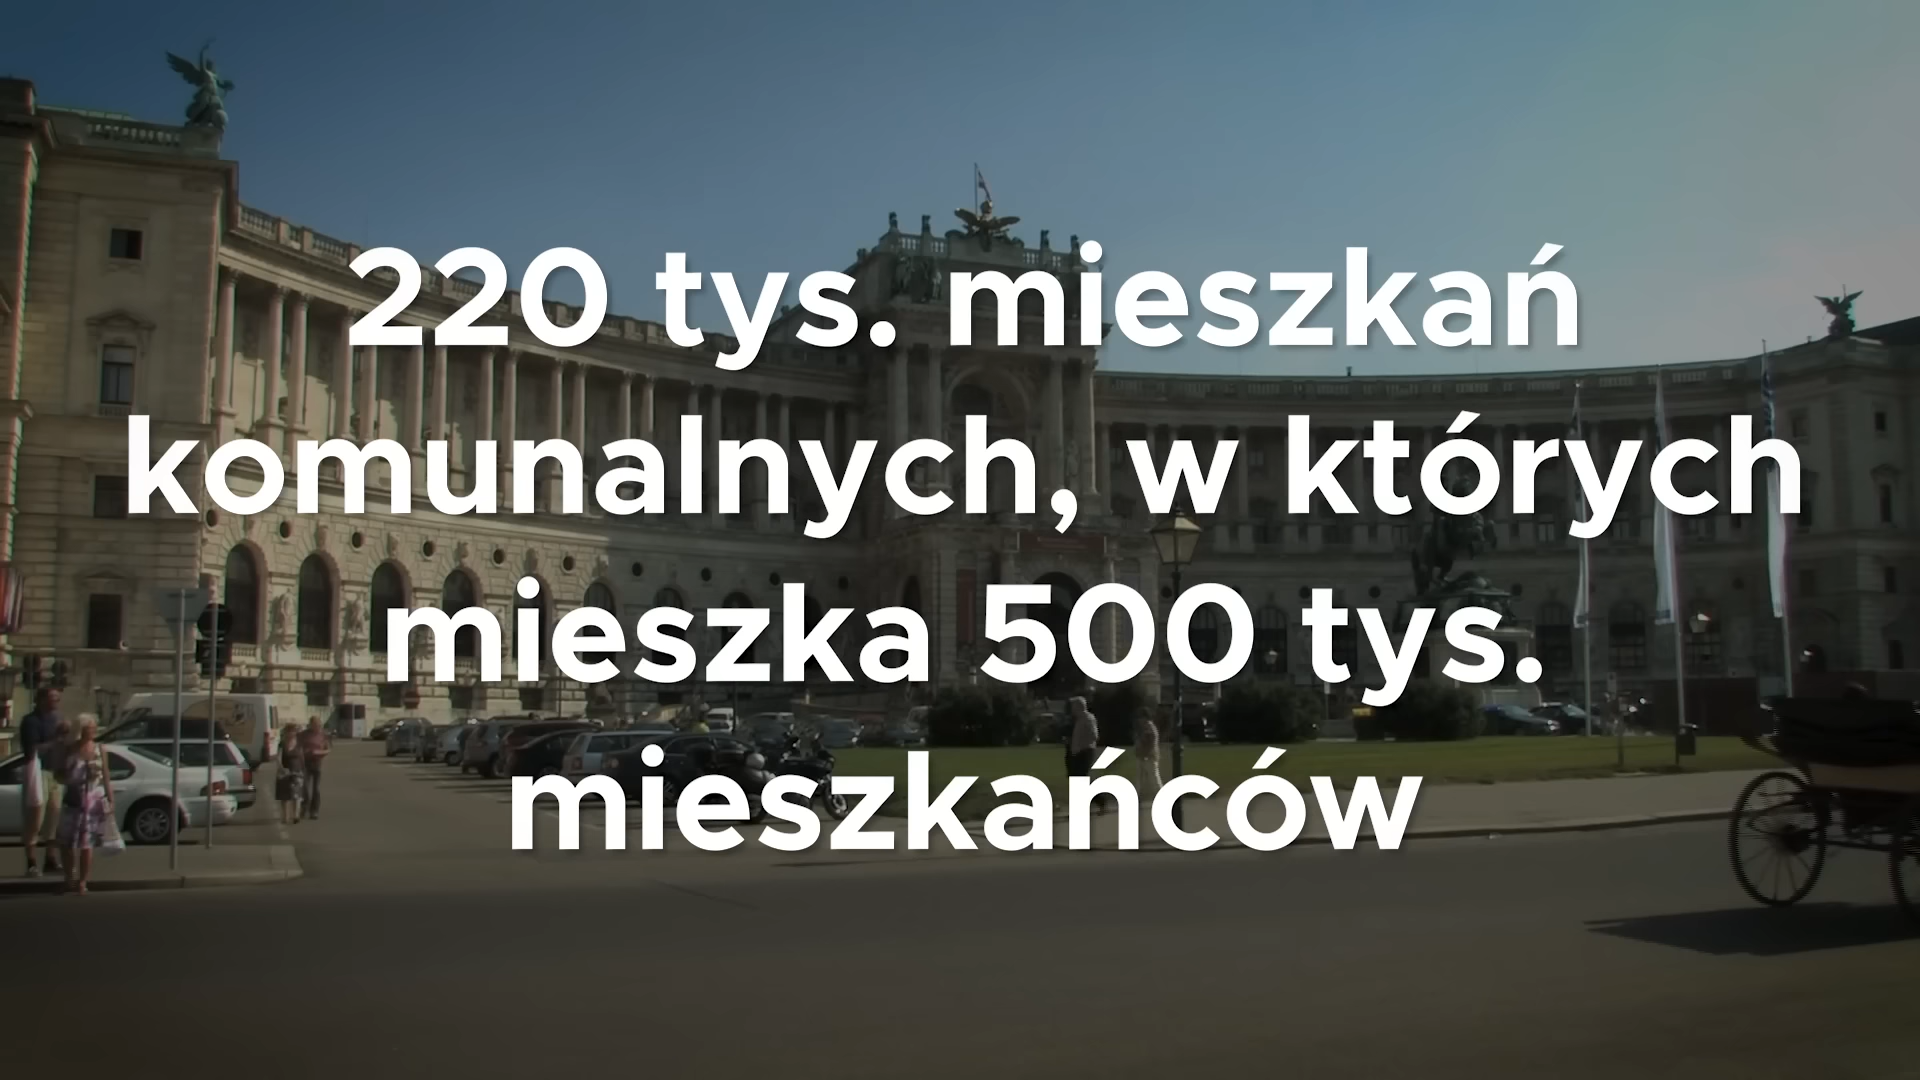 220 tys. mieszkań
komunalnych, w których
mieszka 500 tys.
mieszkańców